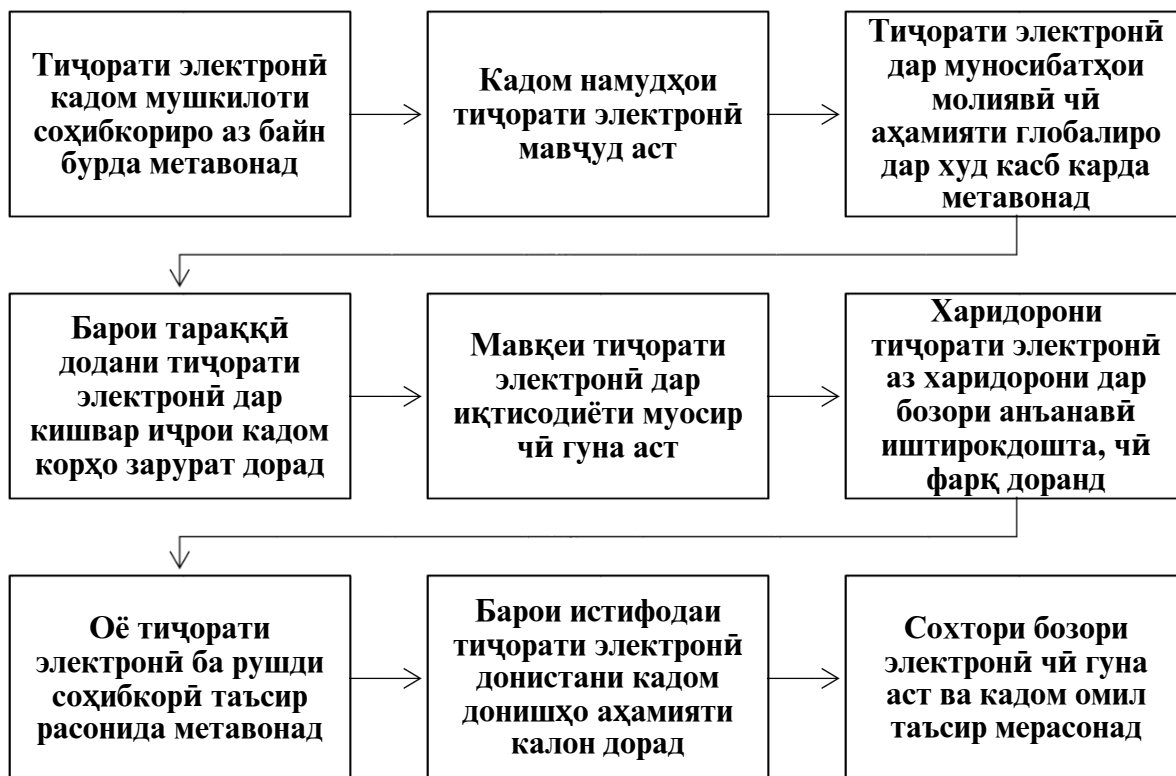 Тиҷорати электронӣ
кадом мушкилоти
соҳибкориро аз байн
бурда метавонад
Кадом намудҳои
тиҷорати электронӣ
мавҷуд аст
Тиҷорати электронӣ
дар муносибатҳои
молиявӣ чӣ
аҳамияти глобалиро
дар худ касб карда
метавонад
Барои тараққӣ
додани тиҷорати
электронӣ дар
кишвар иҷрои кадом
корҳо зарурат дорад
Мавқеи тиҷорати
электронӣ дар
иқтисодиёти муосир
чӣ гуна аст
Харидорони
тиҷорати электронӣ
аз харидорони дар
бозори анъанавӣ
иштирокдошта, чӣ
фарқ доранд
Оё тиҷорати
электронӣ ба рушди
соҳибкорӣ таъсир
расонида метавонад
Барои истифодаи
тиҷорати электронӣ
донистани кадом
донишҳо аҳамияти
калон дорад
Сохтори бозори
электронӣ чӣ гуна
аст ва кадом омил
таъсир мерасонад